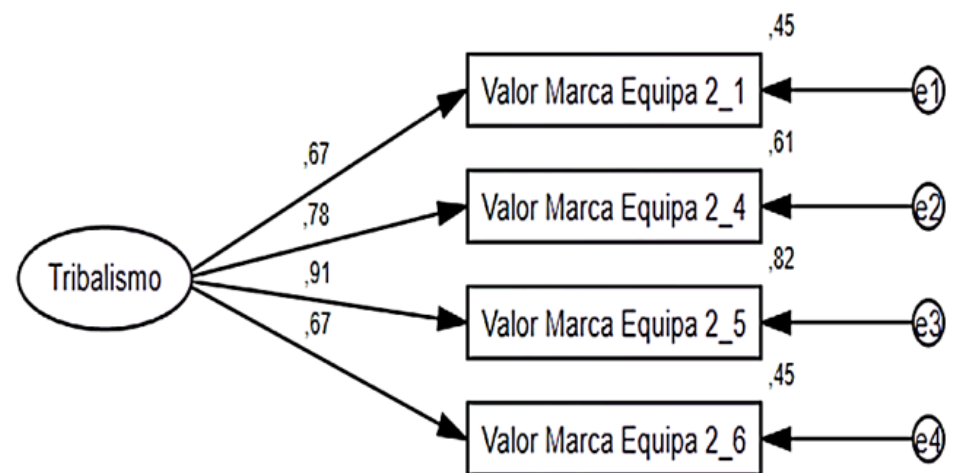 ,45
Valor Marca Equipa 2_1
e1
,67
,61
Valor Marca Equipa 2_4
e2
,78
Tribalismo
,91
,82
Valor Marca Equipa 2_5
e3
,67
,45
Valor Marca Equipa 2_6
e4